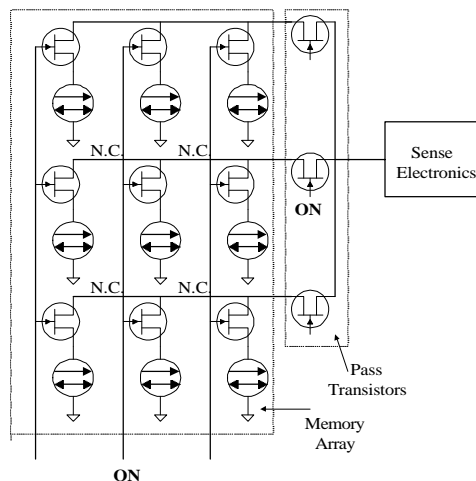 N.C.
N.C.
Sense
Electronics
ON
N.C.
N.C.
Pass
Transistors
Memory
Array
ON